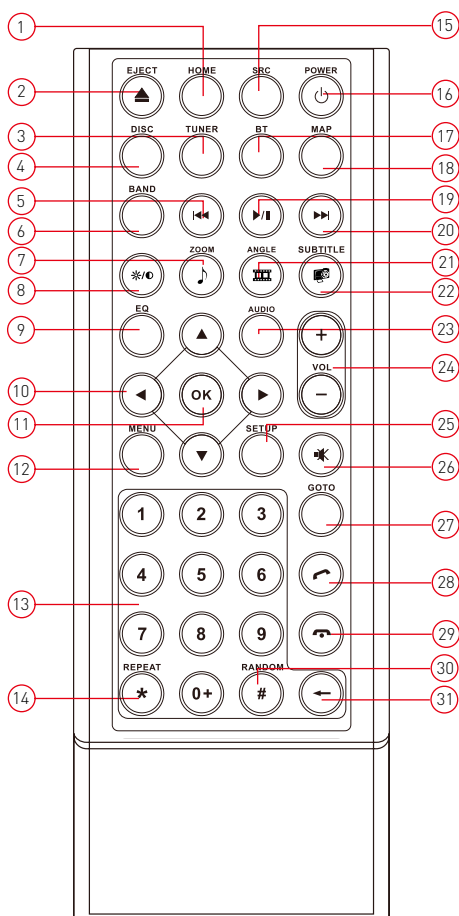 1 15
EJECT HOME SRC POWER
2 16
3 DISC TUNER BT MAP 17
4 18
BAND
5 19
6 20
7 ZOOM ANGLE SUBTITLE 21
8 22
EQ AUDIO
9 + 23
VOL 24
10 OK −
11
MENU SETUP 25
12 26
GOTO
1 2 3 27
4 5 6 28
13
7 8 9 29
REPEAT RANDOM 30
14 * 0+ # 31